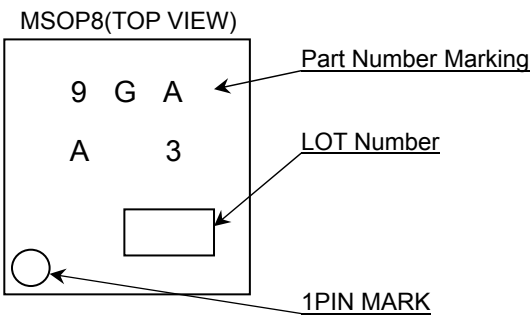 MSOP8(TOP VIEW)
Part Number Marking
9 G A
A 3
LOT Number
1PIN MARK